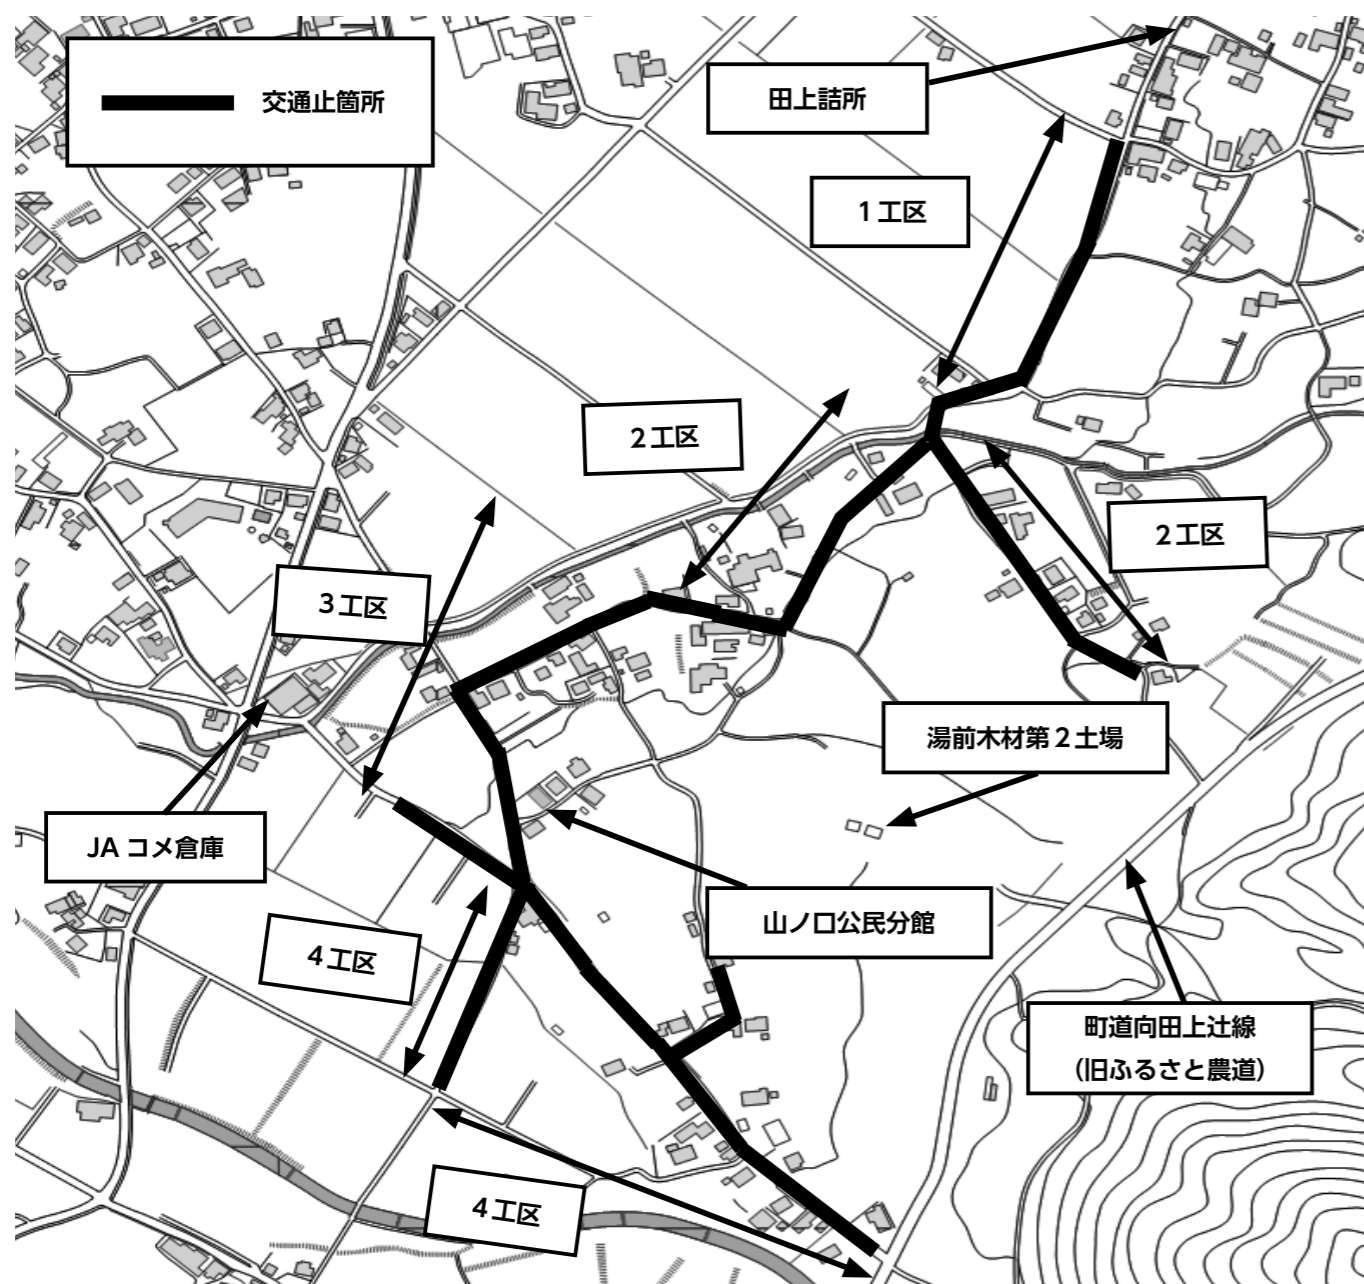 交通止箇所
田上詰所
1工区
2工区
2工区
3工区
湯前木材第2土場
JAコメ倉庫
山ノ口公民分館
4工区
町道向田上辻線
(旧ふるさと農道)
4工区